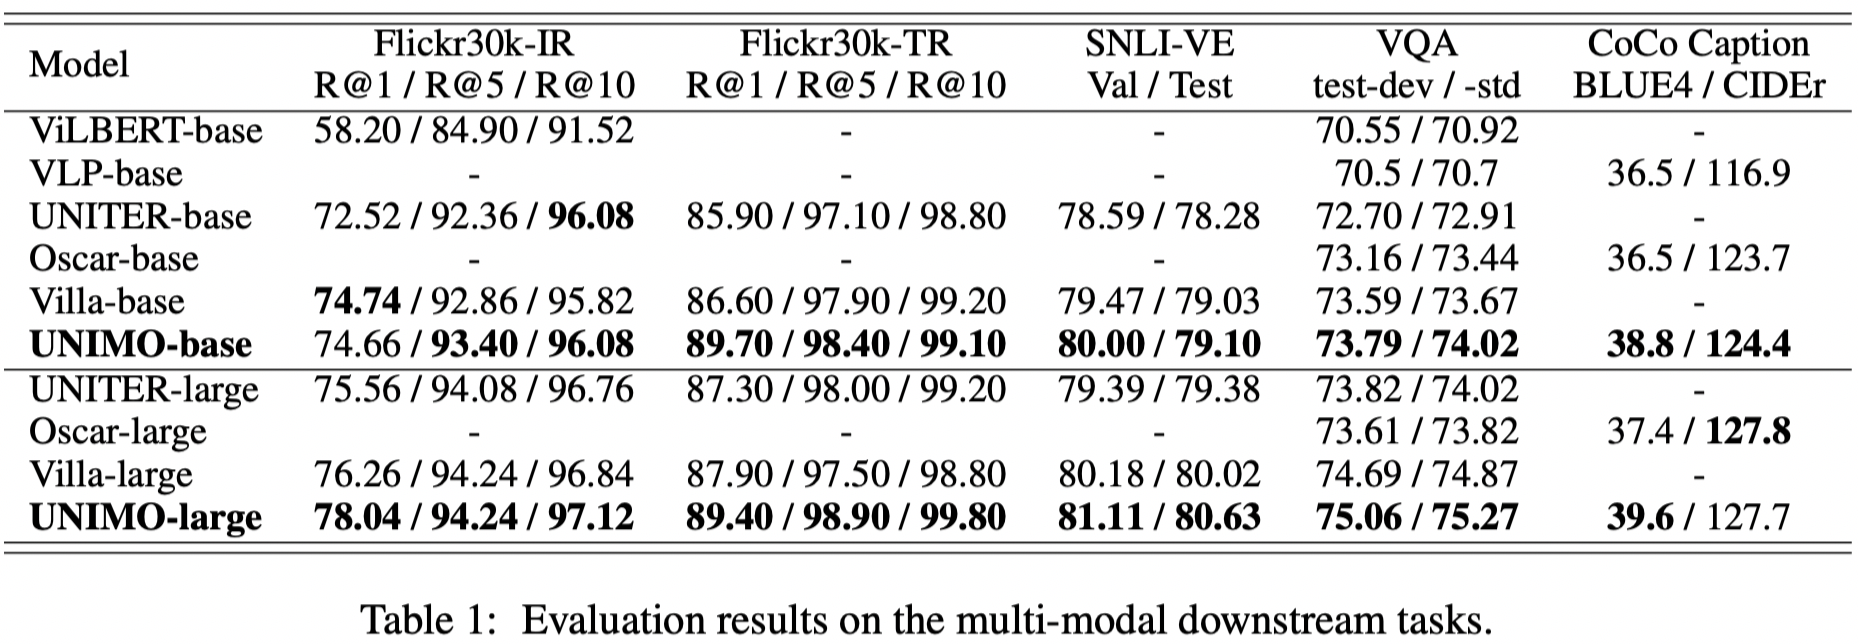 Model Flickr30k-IR Flickr30k-TR SNLI-VE VQA CoCo Caption
R@1 / R@5 / R@10 R@1 / R@5 / R@10 Val / Test test-dev / -std BLUE4 / CIDEr
ViLBERT-base 58.20 / 84.90 / 91.52 - - 70.55 / 70.92 -
VLP-base - - - 70.5 / 70.7 36.5 / 116.9
UNITER-base 72.52 / 92.36 / 96.08 85.90 / 97.10 / 98.80 78.59 / 78.28 72.70 / 72.91 -
Oscar-base - - - 73.16 / 73.44 36.5 / 123.7
Villa-base 74.74 / 92.86 / 95.82 86.60 / 97.90 / 99.20 79.47 / 79.03 73.59 / 73.67 -
UNIMO-base 74.66 / 93.40 / 96.08 89.70 / 98.40 / 99.10 80.00 / 79.10 73.79 / 74.02 38.8 / 124.4
UNITER-large 75.56 / 94.08 / 96.76 87.30 / 98.00 / 99.20 79.39 / 79.38 73.82 / 74.02 -
Oscar-large - - - 73.61 / 73.82 37.4 / 127.8
Villa-large 76.26 / 94.24 / 96.84 87.90 / 97.50 / 98.80 80.18 / 80.02 74.69 / 74.87 -
UNIMO-large 78.04 / 94.24 / 97.12 89.40 / 98.90 / 99.80 81.11 / 80.63 75.06 / 75.27 39.6 / 127.7
Table 1: Evaluation results on the multi-modal downstream tasks.